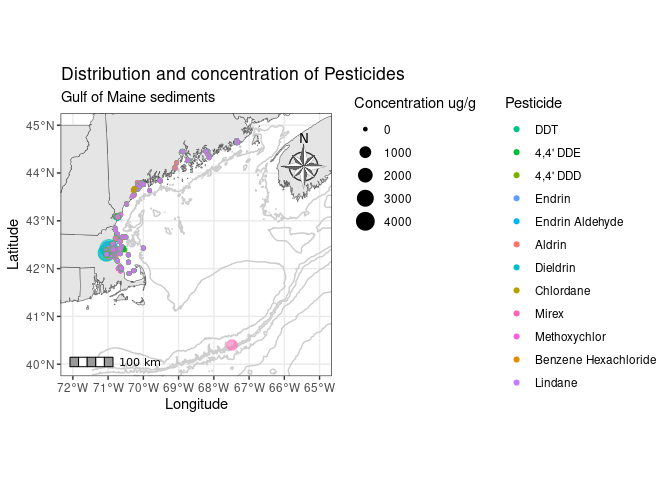 Distribution and concentration of Pesticides
Gulf of Maine sediments
45°N
44°N
43°N
42°N
41°N
40°N
Latitude
N
100 km
72°W 71°W 70°W 69°W 68°W 67°W 66°W 65°W
Longitude
Concentration ug/g
0
1000
2000
3000
4000
Pesticide
DDT
4,4' DDE
4,4' DDD
Endrin
Endrin Aldehyde
Aldrin
Dieldrin
Chlordane
Mirex
Methoxychlor
Benzene Hexachloride
Lindane